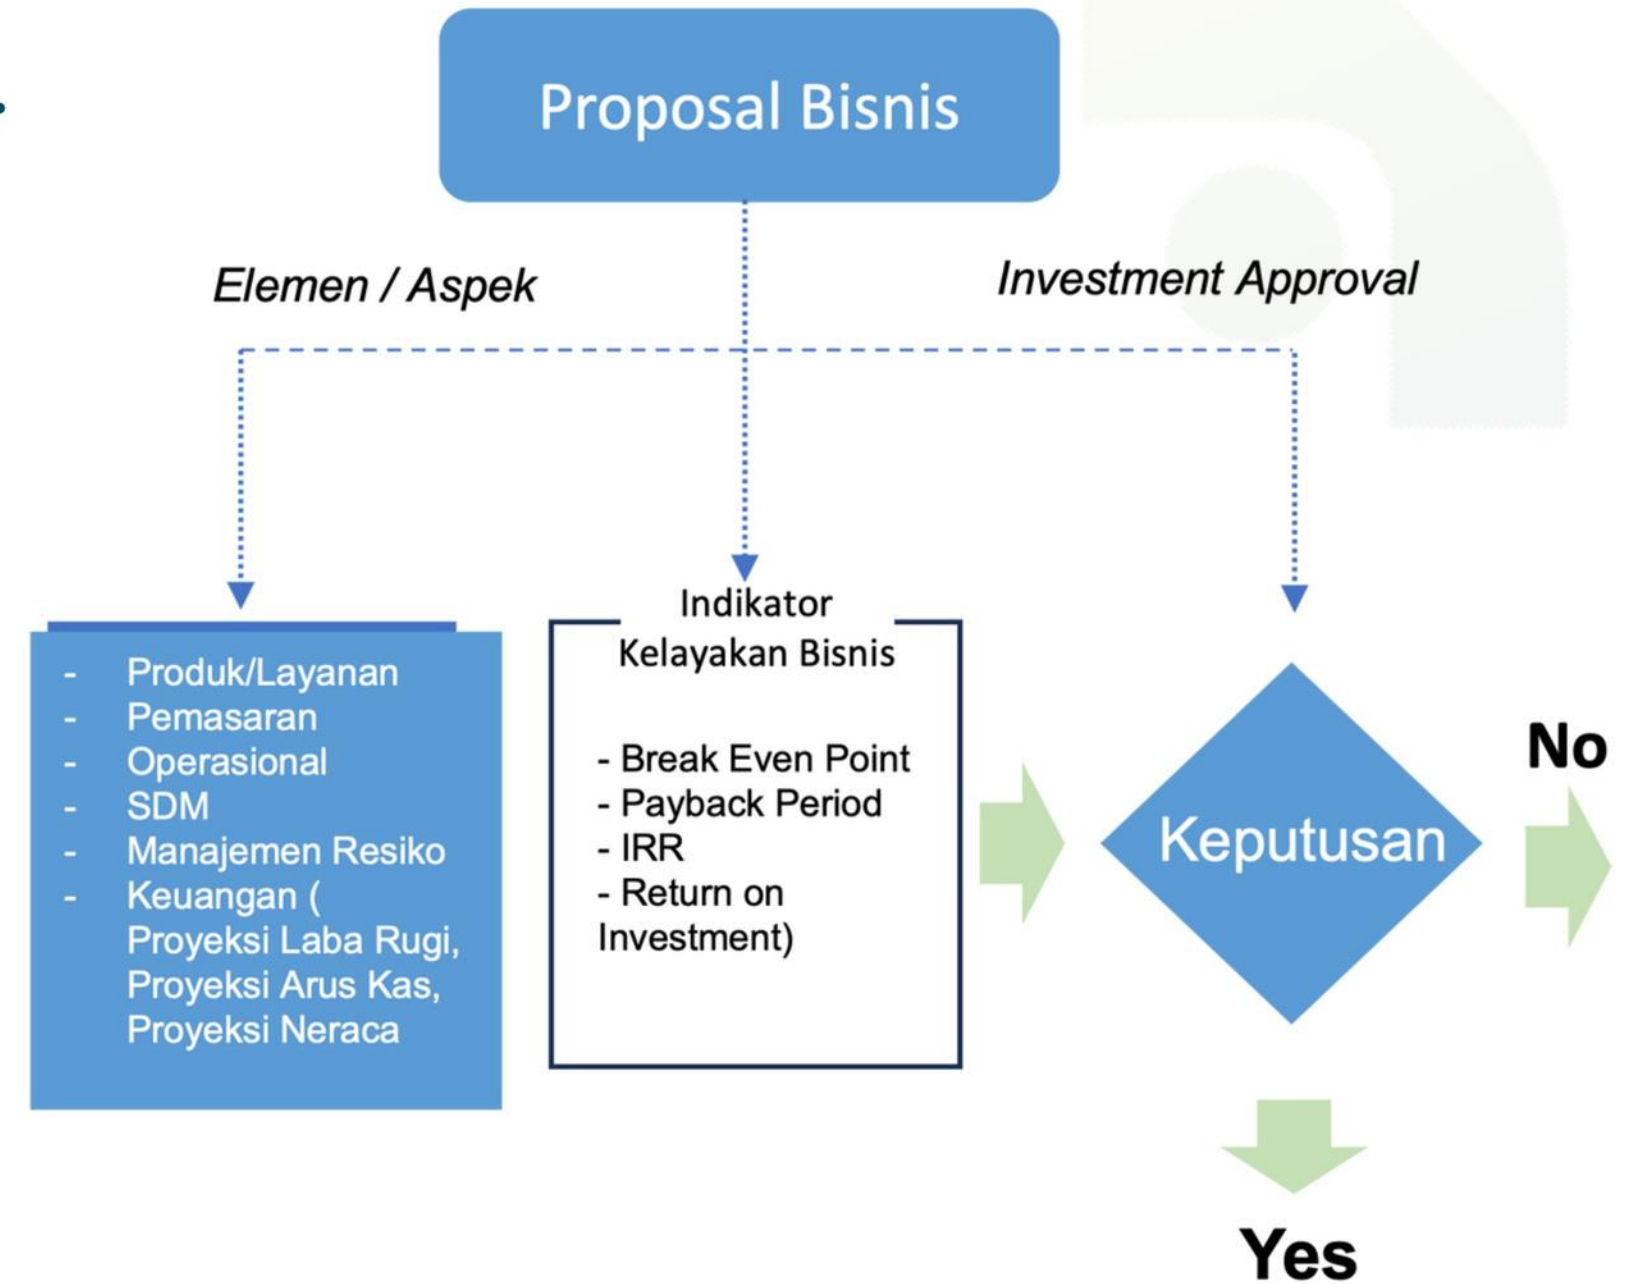 Proposal Bisnis
Elemen / Aspek
Investment Approval
- Produk/Layanan
- Pemasaran
- Operasional
- SDM
- Manajemen Resiko
- Keuangan (
Proyeksi Laba Rugi,
Proyeksi Arus Kas,
Proyeksi Neraca
Indikator
Kelayakan Bisnis
- Break Even Point
- Payback Period
- IRR
- Return on
Investment)
Keputusan
No
Yes